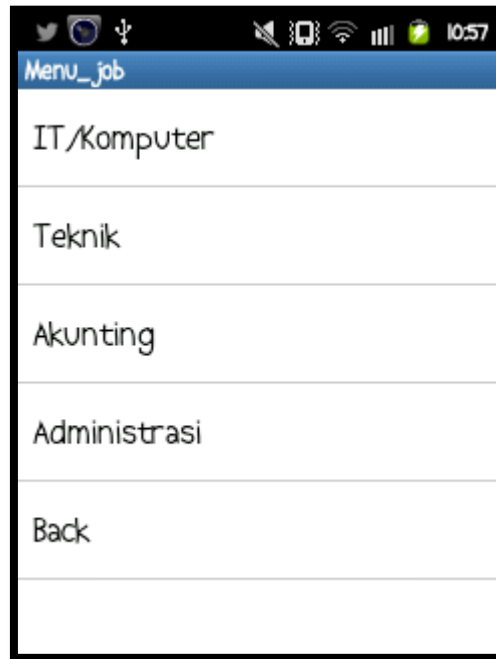 10:57
Menu_job
IT/Komputer
Teknik
Akunting
Administrasi
Back